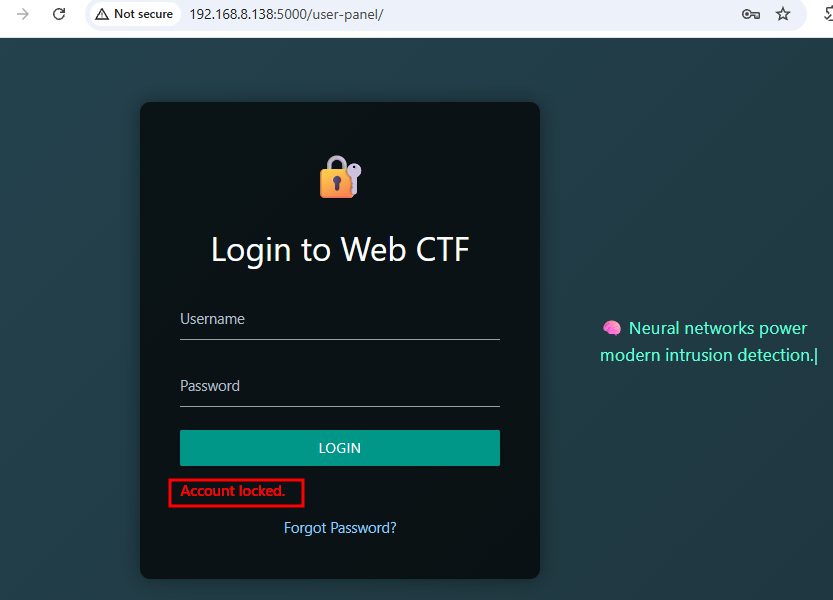 Not secure 192.168.8.138:5000/user-panel/
Login to Web CTF
Username
Password
LOGIN
Account locked.
Forgot Password?
🧠 Neural networks power
modern intrusion detection.|